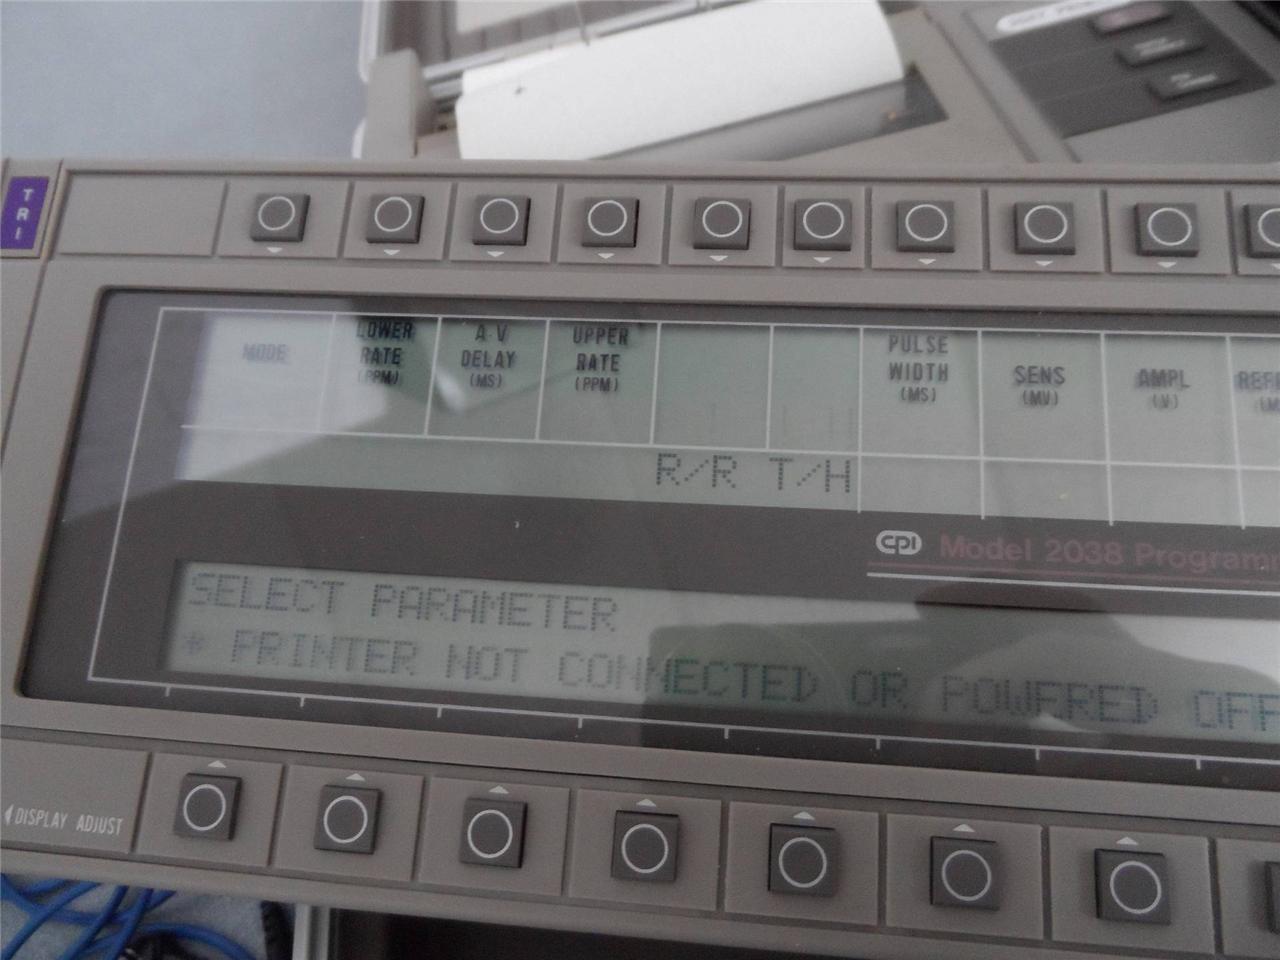 TRI
MODE
LOWER RATE (PPM)
A-V DELAY (MS)
UPPER RATE (PPM)
PULSE WIDTH (MS)
SENS (MV)
AMPL (V)
R/R T/H
CPI Model 2038
SELECT PARAMETER
* PRINTER NOT CONNECTED OR POWERED OFF
DISPLAY ADJUST